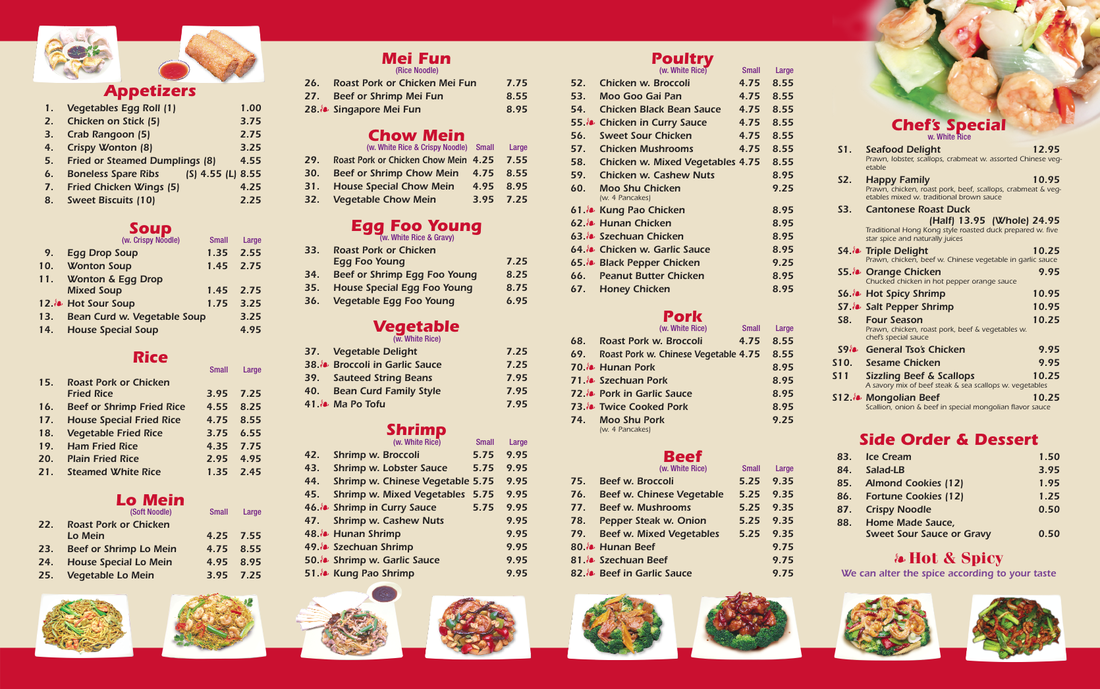 Appetizers
1. Vegetables Egg Roll (1) 1.00
2. Chicken on Stick (5) 3.75
3. Crab Rangoon (5) 2.75
4. Crispy Wonton (8) 3.25
5. Fried or Steamed Dumplings (8) 4.55
6. Boneless Spare Ribs (S) 4.55 (L) 8.55
7. Fried Chicken Wings (5) 4.25
8. Sweet Biscuits (10) 2.25
Soup
(w. Crispy Noodle) Small Large
9. Egg Drop Soup 1.35 2.55
10. Wonton Soup 1.45 2.75
11. Wonton & Egg Drop
Mixed Soup 1.45 2.75
12. Hot Sour Soup 1.75 3.25
13. Bean Curd w. Vegetable Soup 3.25
14. House Special Soup 4.95
Rice
Small Large
15. Roast Pork or Chicken
Fried Rice 3.95 7.25
16. Beef or Shrimp Fried Rice 4.55 8.25
17. House Special Fried Rice 4.75 8.55
18. Vegetable Fried Rice 3.75 6.55
19. Ham Fried Rice 4.35 7.75
20. Plain Fried Rice 2.95 4.95
21. Steamed White Rice 1.35 2.45
Lo Mein
(Soft Noodle) Small Large
22. Roast Pork or Chicken
Lo Mein 4.25 7.55
23. Beef or Shrimp Lo Mein 4.75 8.55
24. House Special Lo Mein 4.95 8.95
25. Vegetable Lo Mein 3.95 7.25
Mei Fun
(Rice Noodle)
26. Roast Pork or Chicken Mei Fun 7.75
27. Beef or Shrimp Mei Fun 8.55
28. Singapore Mei Fun 8.95
Chow Mein
(w. White Rice & Crispy Noodle) Small Large
29. Roast Pork or Chicken Chow Mein 4.25 7.55
30. Beef or Shrimp Chow Mein 4.75 8.55
31. House Special Chow Mein 4.95 8.95
32. Vegetable Chow Mein 3.95 7.25
Egg Foo Young
(w. White Rice & Gravy)
33. Roast Pork or Chicken
Egg Foo Young 7.25
34. Beef or Shrimp Egg Foo Young 8.25
35. House Special Egg Foo Young 8.75
36. Vegetable Egg Foo Young 6.95
Vegetable
(w. White Rice)
37. Vegetable Delight 7.25
38. Broccoli in Garlic Sauce 7.25
39. Sauteed String Beans 7.95
40. Bean Curd Family Style 7.95
41. Ma Po Tofu 7.95
Shrimp
(w. White Rice) Small Large
42. Shrimp w. Broccoli 5.75 9.95
43. Shrimp w. Lobster Sauce 5.75 9.95
44. Shrimp w. Chinese Vegetable 5.75 9.95
45. Shrimp w. Mixed Vegetables 5.75 9.95
46. Shrimp in Curry Sauce 5.75 9.95
47. Shrimp w. Cashew Nuts 9.95
48. Hunan Shrimp 9.95
49. Szechuan Shrimp 9.95
50. Shrimp w. Garlic Sauce 9.95
51. Kung Pao Shrimp 9.95
Poultry
(w. White Rice) Small Large
52. Chicken w. Broccoli 4.75 8.55
53. Moo Goo Gai Pan 4.75 8.55
54. Chicken Black Bean Sauce 4.75 8.55
55. Chicken in Curry Sauce 4.75 8.55
56. Sweet Sour Chicken 4.75 8.55
57. Chicken Mushrooms 4.75 8.55
58. Chicken w. Mixed Vegetables 4.75 8.55
59. Chicken w. Cashew Nuts 8.95
60. Moo Shu Chicken 9.25
(w. 4 Pancakes)
61. Kung Pao Chicken 8.95
62. Hunan Chicken 8.95
63. Szechuan Chicken 8.95
64. Chicken w. Garlic Sauce 8.95
65. Black Pepper Chicken 9.25
66. Peanut Butter Chicken 8.95
67. Honey Chicken 8.95
Pork
(w. White Rice) Small Large
68. Roast Pork w. Broccoli 4.75 8.55
69. Roast Pork w. Chinese Vegetable 4.75 8.55
70. Hunan Pork 8.95
71. Szechuan Pork 8.95
72. Pork in Garlic Sauce 8.95
73. Twice Cooked Pork 8.95
74. Moo Shu Pork 9.25
(w. 4 Pancakes)
Beef
(w. White Rice) Small Large
75. Beef w. Broccoli 5.25 9.35
76. Beef w. Chinese Vegetable 5.25 9.35
77. Beef w. Mushrooms 5.25 9.35
78. Pepper Steak w. Onion 5.25 9.35
79. Beef w. Mixed Vegetables 5.25 9.35
80. Hunan Beef 9.75
81. Szechuan Beef 9.75
82. Beef in Garlic Sauce 9.75
Chef's Special
w. White Rice
S1. Seafood Delight 12.95
Prawn, lobster, scallops, crabmeat w. assorted Chinese veg-
etable
S2. Happy Family 10.95
Prawn, chicken, roast pork, beef, scallops, crabmeat & veg-
etables mixed w. traditional brown sauce
S3. Cantonese Roast Duck
(Half) 13.95 (Whole) 24.95
Traditional Hong Kong style roasted duck prepared w. five
star spice and naturally juices
S4. Triple Delight 10.25
Prawn, chicken, beef w. Chinese vegetable in garlic sauce
S5. Orange Chicken 9.95
Chucked chicken in hot pepper orange sauce
S6. Hot Spicy Shrimp 10.95
S7. Salt Pepper Shrimp 10.95
S8. Four Season 10.25
Prawn, chicken, roast pork, beef & vegetables w.
chef's special sauce
S9 General Tso's Chicken 9.95
S10. Sesame Chicken 9.95
S11 Sizzling Beef & Scallops 10.25
A savory mix of beef steak & sea scallops w. vegetables
S12. Mongolian Beef 10.25
Scallion, onion & beef in special mongolian flavor sauce
Side Order & Dessert
83. Ice Cream 1.50
84. Salad-LB 3.95
85. Almond Cookies (12) 1.95
86. Fortune Cookies (12) 1.25
87. Crispy Noodle 0.50
88. Home Made Sauce,
Sweet Sour Sauce or Gravy 0.50
Hot & Spicy
We can alter the spice according to your taste